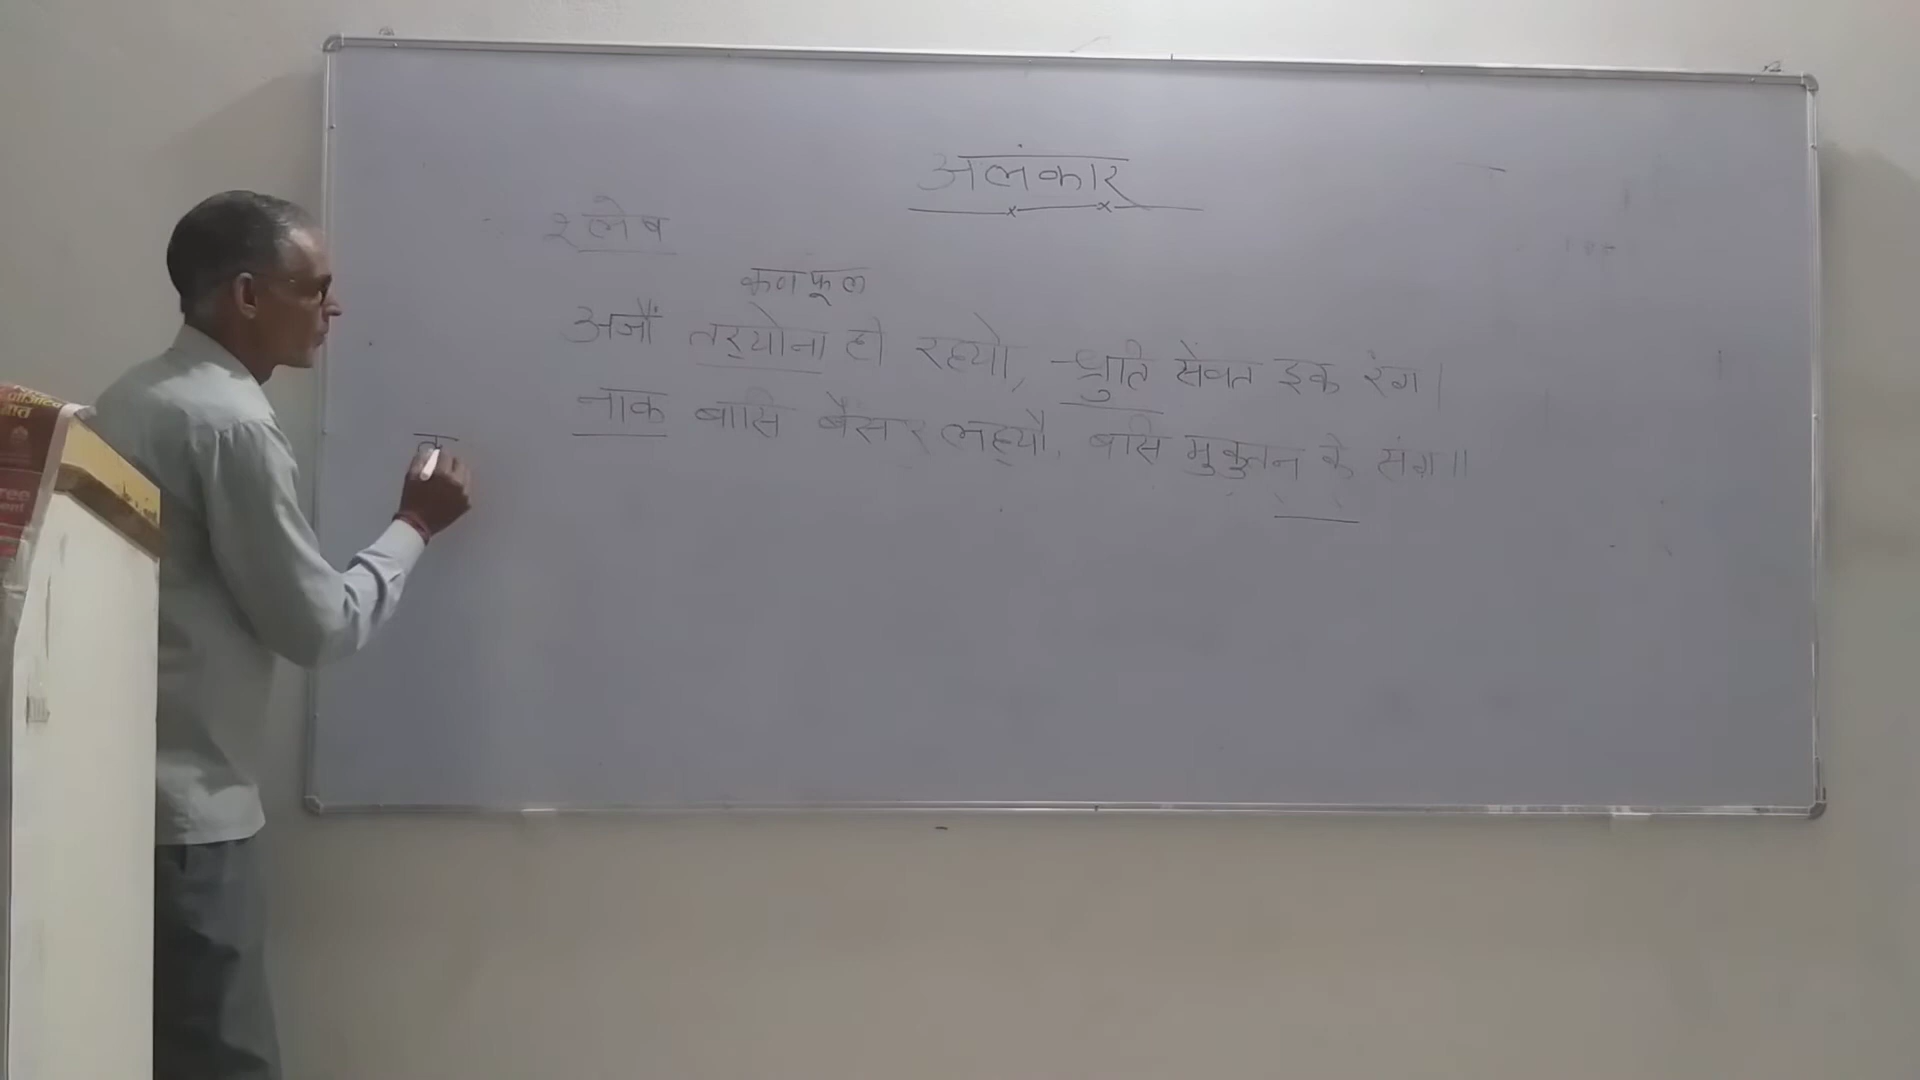 अलंकार
श्लेष
कनफूल
अजौं तर्‌योना ही रह्यो, श्रुति सेवत इक रंग।
नाक बासि बेसर लह्यौ, बसि मुकुतन के संग॥
त